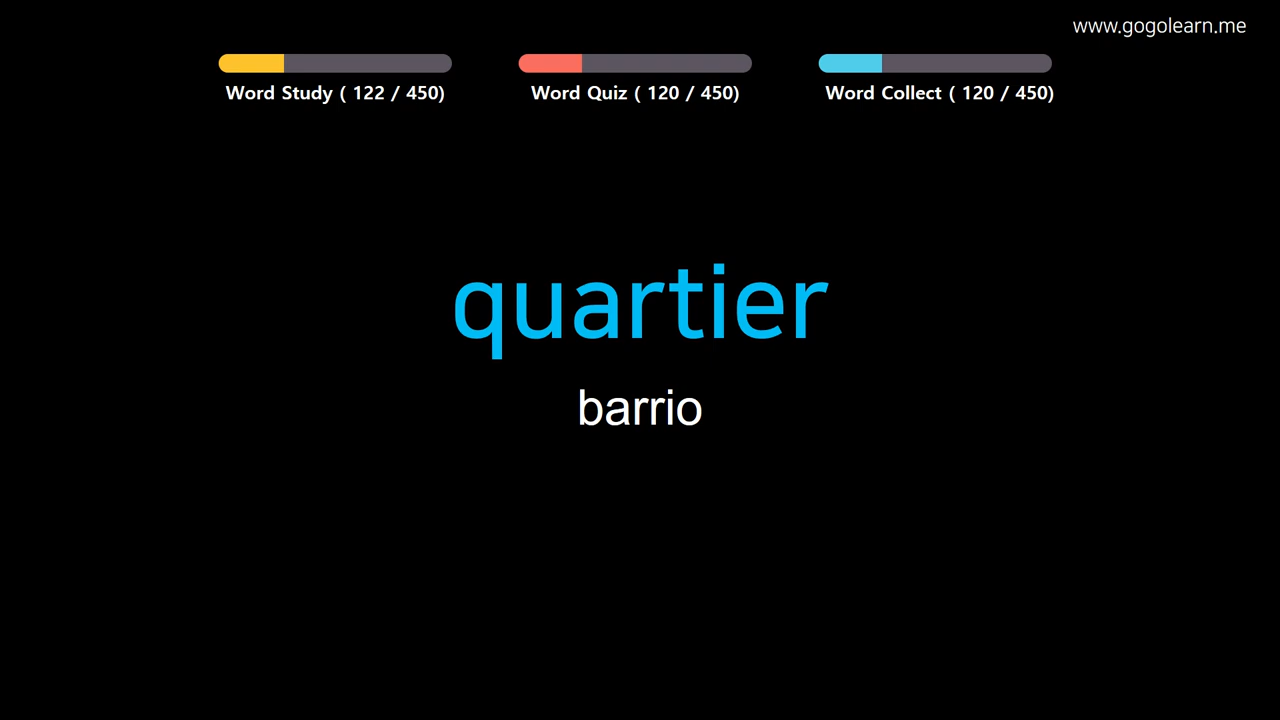 www.gogolearn.me
Word Study ( 122 / 450)
Word Quiz ( 120 / 450)
Word Collect ( 120 / 450)
quartier
barrio